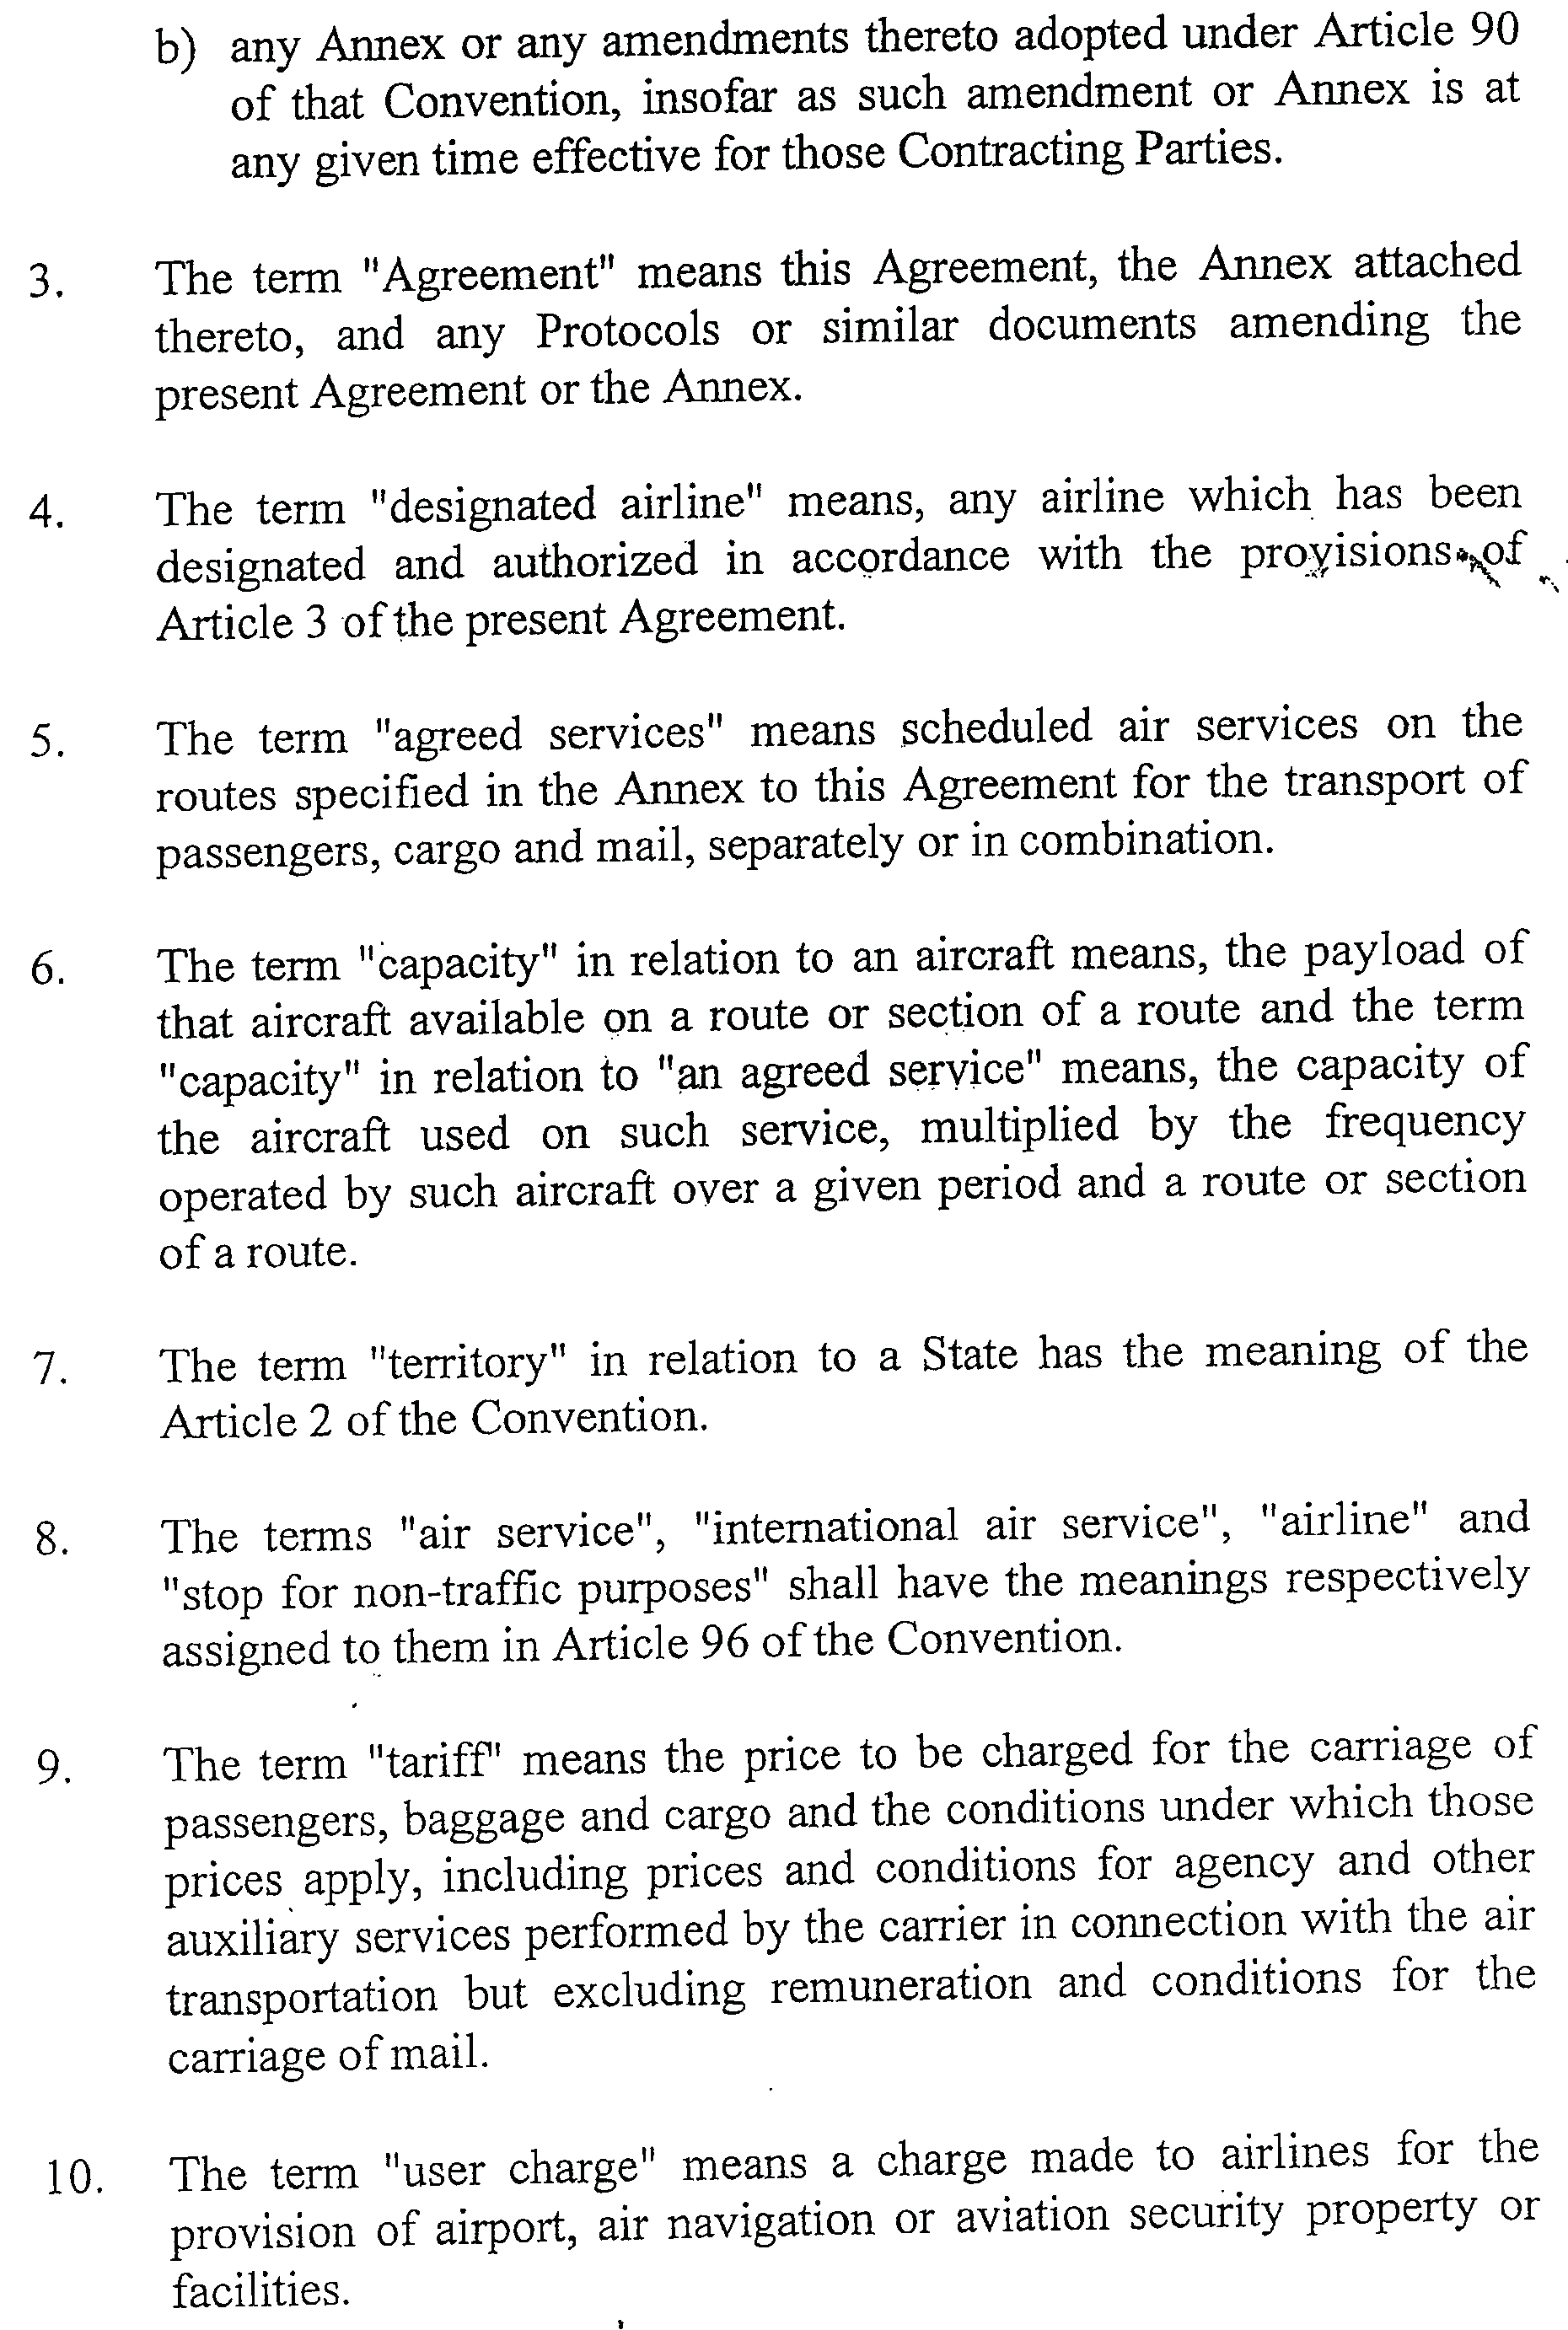 b) any Annex or any amendments thereto adopted under Article 90
of that Convention, insofar as such amendment or Annex is at
any given time effective for those Contracting Parties.
3. The term "Agreement" means this Agreement, the Annex attached
thereto, and any Protocols or similar documents amending the
present Agreement or the Annex.
4. The term "designated airline" means, any airline which has been
designated and authorized in accordance with the provisions of
Article 3 of the present Agreement.
5. The term "agreed services" means scheduled air services on the
routes specified in the Annex to this Agreement for the transport of
passengers, cargo and mail, separately or in combination.
6. The term "capacity" in relation to an aircraft means, the payload of
that aircraft available on a route or section of a route and the term
"capacity" in relation to "an agreed service" means, the capacity of
the aircraft used on such service, multiplied by the frequency
operated by such aircraft over a given period and a route or section
of a route.
7. The term "territory" in relation to a State has the meaning of the
Article 2 of the Convention.
8. The terms "air service", "international air service", "airline" and
"stop for non-traffic purposes" shall have the meanings respectively
assigned to them in Article 96 of the Convention.
9. The term "tariff" means the price to be charged for the carriage of
passengers, baggage and cargo and the conditions under which those
prices apply, including prices and conditions for agency and other
auxiliary services performed by the carrier in connection with the air
transportation but excluding remuneration and conditions for the
carriage of mail.
10. The term "user charge" means a charge made to airlines for the
provision of airport, air navigation or aviation security property or
facilities.